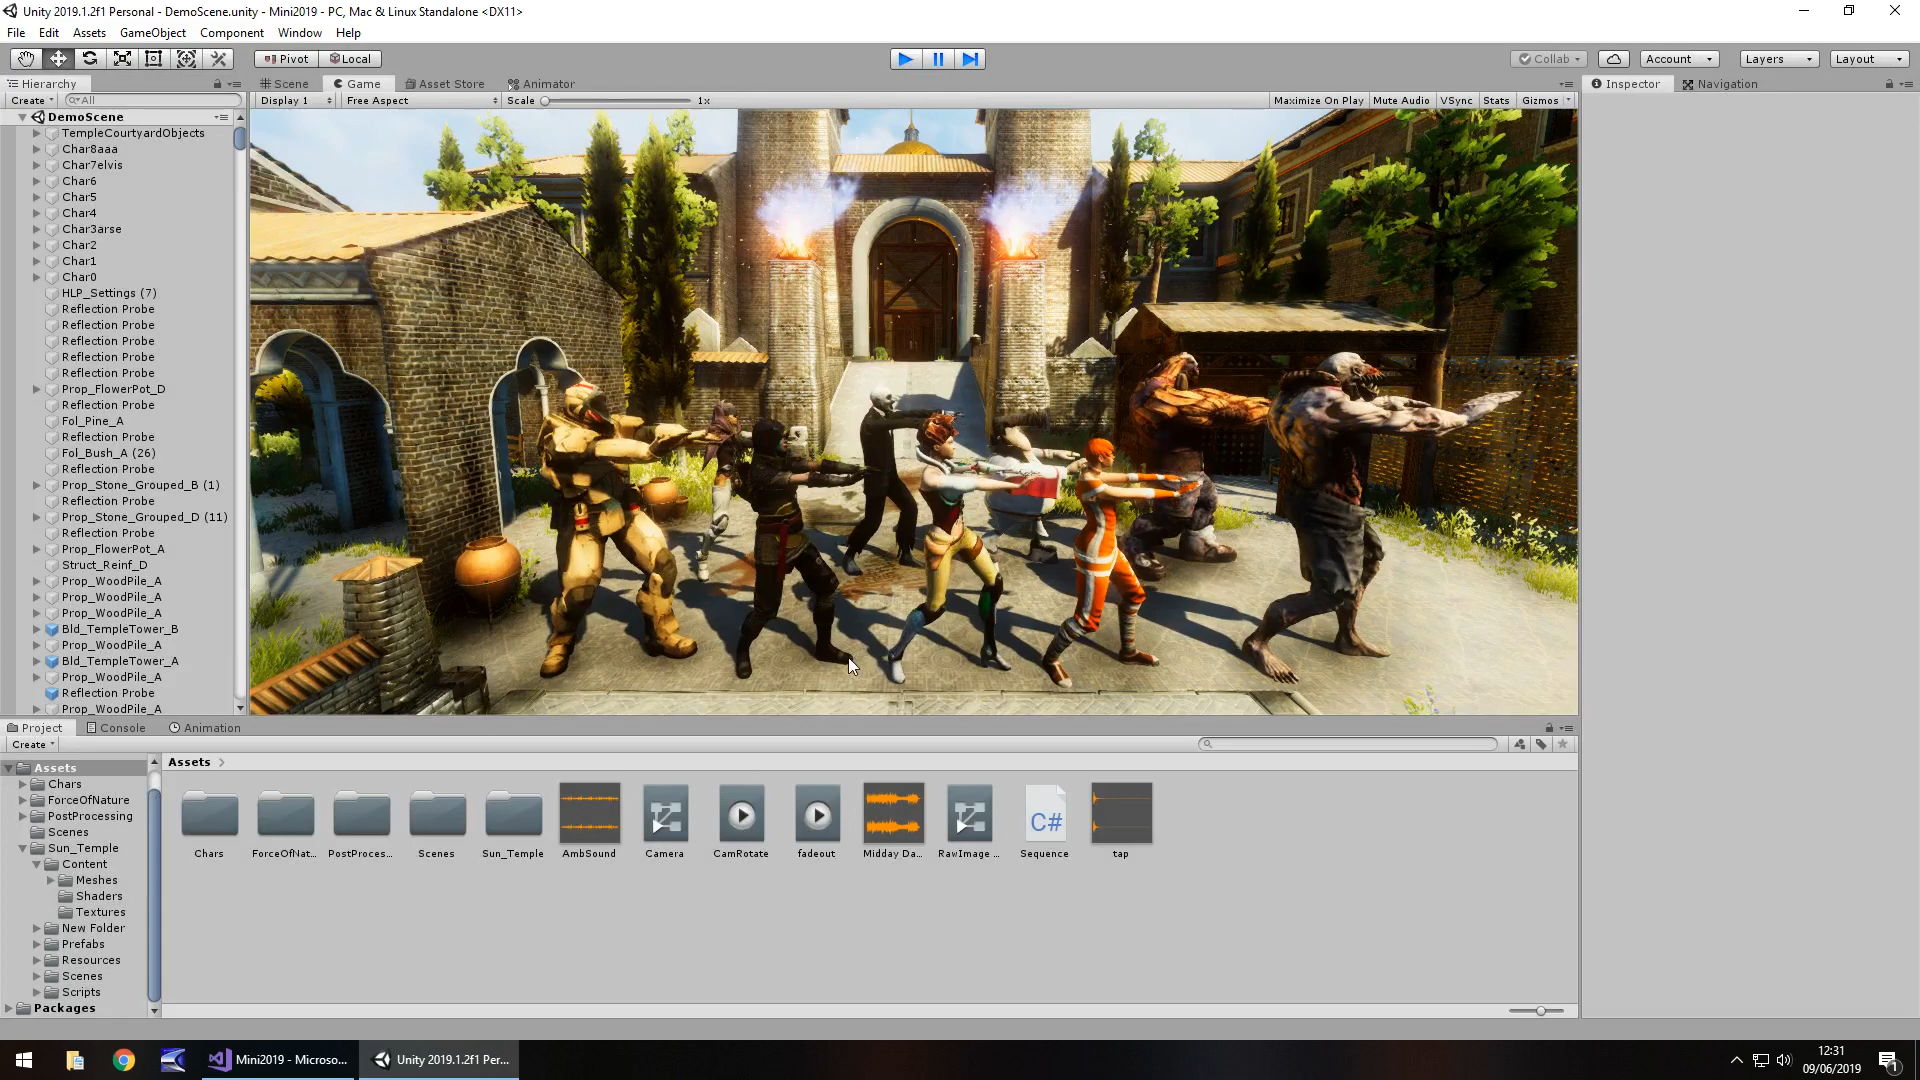 Unity 2019.1.2f1 Personal - DemoScene.unity - Mini2019 - PC, Mac & Linux Standalone <DX11>
File Edit Assets GameObject Component Window Help
Pivot Local Collab Account Layers Layout
Hierarchy Scene Game Asset Store Animator Inspector Navigation
Create All Display 1 Free Aspect Scale 1x Maximize On Play Mute Audio VSync Stats Gizmos
DemoScene
TempleCourtyardObjects
Char8aaa
Char7elvis
Char6
Char5
Char4
Char3arse
Char2
Char1
Char0
HLP_Settings (7)
Reflection Probe
Reflection Probe
Reflection Probe
Reflection Probe
Reflection Probe
Prop_FlowerPot_D
Reflection Probe
Fol_Pine_A
Reflection Probe
Fol_Bush_A (26)
Reflection Probe
Prop_Stone_Grouped_B (1)
Reflection Probe
Prop_Stone_Grouped_D (11)
Reflection Probe
Prop_FlowerPot_A
Struct_Reinf_D
Prop_WoodPile_A
Prop_WoodPile_A
Prop_WoodPile_A
Bld_TempleTower_B
Prop_WoodPile_A
Bld_TempleTower_A
Prop_WoodPile_A
Reflection Probe
Prop_WoodPile_A
Project Console Animation
Create
Assets
Chars
ForceOfNature
PostProcessing
Scenes
Sun_Temple
Content
Meshes
Shaders
Textures
New Folder
Prefabs
Resources
Scenes
Scripts
Packages
Assets
C#
Chars ForceOfNat... PostProces... Scenes Sun_Temple AmbSound Camera CamRotate fadeout Midday Da... RawImage ... Sequence tap
Mini2019 - Microso... Unity 2019.1.2f1 Per...
12:31
09/06/2019
1